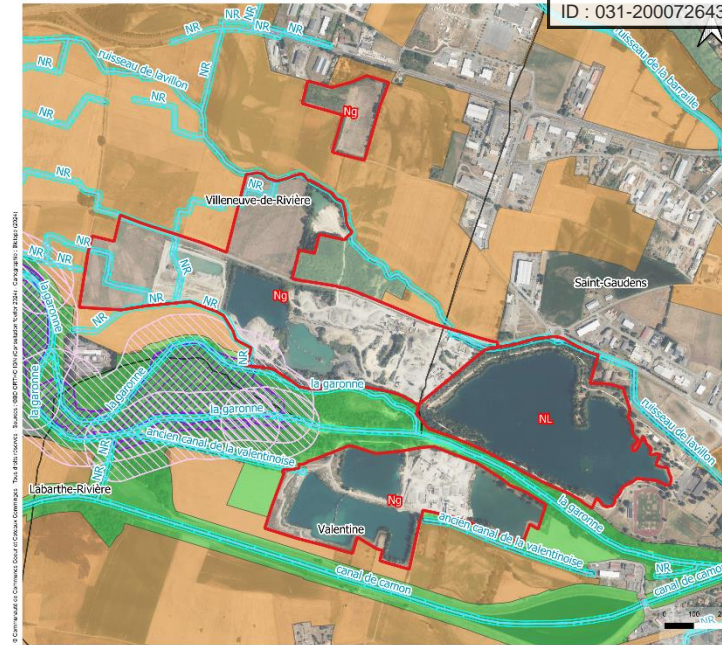 ID : 031-200072643
NR
NR
NR
ruisseau de lavillon
NR
NR
NR
NR
ruisseau de la barraille
Ng
NR
NR
NR
Villeneuve-de-Rivière
NR
NR
NR
NR
Saint-Gaudens
la garonne
Ng
NR
NR
NR
NR
la garonne
la garonne
la garonne
la garonne
NL
ruisseau de lavillon
ancien canal de la valentinoise
NR
NR
Labarthe-Rivière
Ng
Valentine
la garonne
ancien canal de la valentinoise
NR
canal de camon
canal de camon
NR
0 100